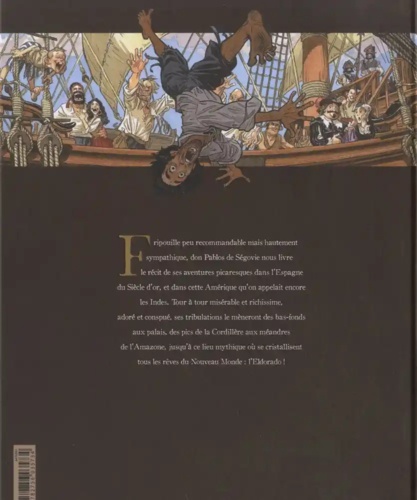 Fripouille peu recommandable mais hautement
sympathique, don Pablos de Ségovie nous livre
le récit de ses aventures picaresques dans l'Espagne
du Siècle d'or, et dans cette Amérique qu'on appelait encore
les Indes. Tour à tour misérable et richissime,
adoré et conspué, ses tribulations le mèneront des bas-fonds
aux palais, des pics de la Cordillère aux méandres
de l'Amazone, jusqu'à ce lieu mythique où se cristallisent
tous les rêves du Nouveau Monde : l'Eldorado !